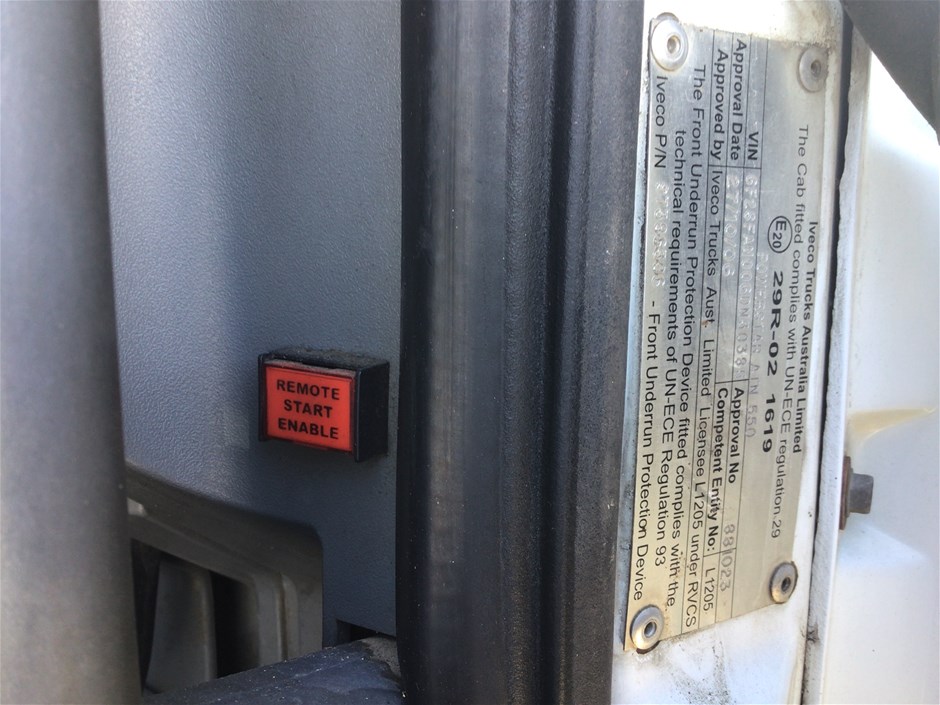 REMOTE
START
ENABLE
Iveco Trucks Australia Limited
The Cab fitted complies with UN-ECE regulation.29
E20 29R-02 1619
550
VIN
Approval Date Approval No
Approved by Iveco Trucks Aust. Limited Competent Entity No: L1205
The Front Underrun Protection Device fitted complies with the
technical requirements of UN-ECE Regulation 93
Licensee L1205 under RVCS
Iveco P/N - Front Underrun Protection Device